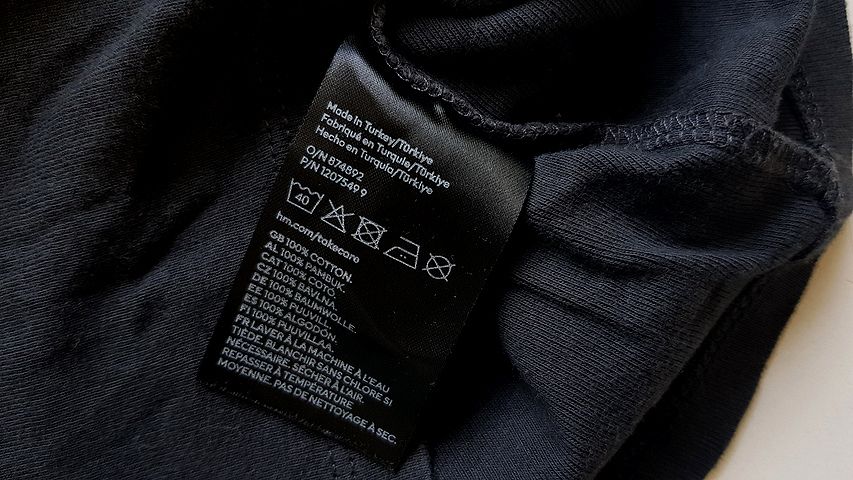 Made in Turkey/Türkiye
Fabriqué en Turquie/Türkiye
Hecho en Turquía/Türkiye
O/N 874892
P/N 1207549 9
40
hm.com/takecare
GB 100% COTTON.
AL 100% PAMBUK.
CAT 100% COTÓ.
CZ 100% BAVLNA.
DE 100% BAUMWOLLE.
EE 100% PUUVILL.
ES 100% ALGODON.
FI 100% PUUVILLAA.
FR LAVER À LA MACHINE À L'EAU
TIÈDE. BLANCHIR SANS CHLORE SI
NÉCESSAIRE. SÉCHER À L'AIR.
REPASSER À TEMPÉRATURE
MOYENNE. PAS DE NETTOYAGE À SEC.